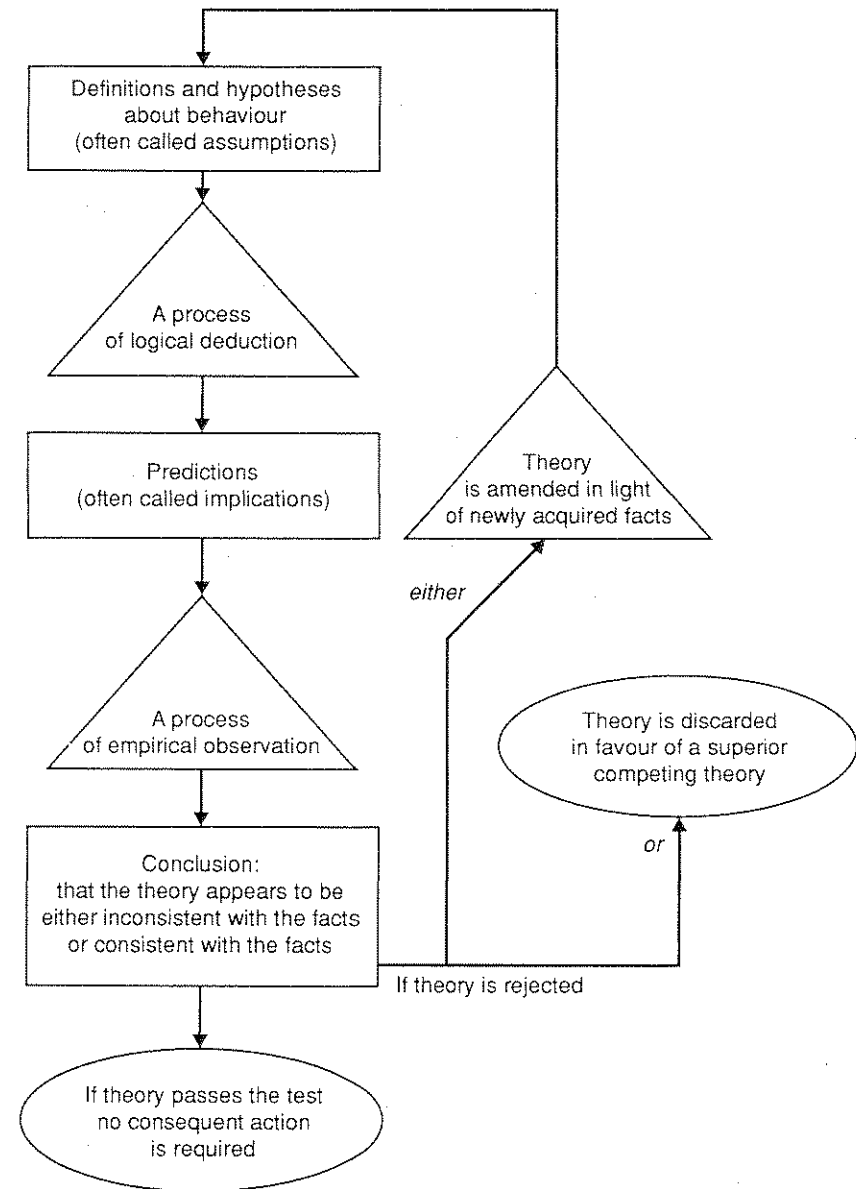 Definitions and hypotheses
about behaviour
(often called assumptions)
A process
of logical deduction
Predictions
(often called implications)
Theory
is amended in light
of newly acquired facts
either
A process
of empirical observation
Theory is discarded
in favour of a superior
competing theory
or
Conclusion:
that the theory appears to be
either inconsistent with the facts
or consistent with the facts
If theory is rejected
If theory passes the test
no consequent action
is required